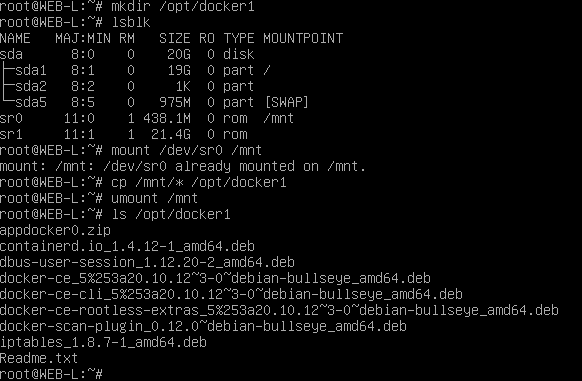 root@WEB-L:~# mkdir /opt/docker1
root@WEB-L:~# lsblk
NAME   MAJ:MIN RM   SIZE RO TYPE MOUNTPOINT
sda      8:0    0    20G  0 disk
├─sda1   8:1    0    19G  0 part /
├─sda2   8:2    0     1K  0 part
└─sda5   8:5    0   975M  0 part [SWAP]
sr0     11:0    1 438.1M  0 rom  /mnt
sr1     11:1    1  21.4G  0 rom
root@WEB-L:~# mount /dev/sr0 /mnt
mount: /mnt: /dev/sr0 already mounted on /mnt.
root@WEB-L:~# cp /mnt/* /opt/docker1
root@WEB-L:~# umount /mnt
root@WEB-L:~# ls /opt/docker1
appdocker0.zip
containerd.io_1.4.12-1_amd64.deb
dbus-user-session_1.12.20-2_amd64.deb
docker-ce_5%253a20.10.12~3-0~debian-bullseye_amd64.deb
docker-ce-cli_5%253a20.10.12~3-0~debian-bullseye_amd64.deb
docker-ce-rootless-extras_5%253a20.10.12~3-0~debian-bullseye_amd64.deb
docker-scan-plugin_0.12.0~debian-bullseye_amd64.deb
iptables_1.8.7-1_amd64.deb
Readme.txt
root@WEB-L:~#